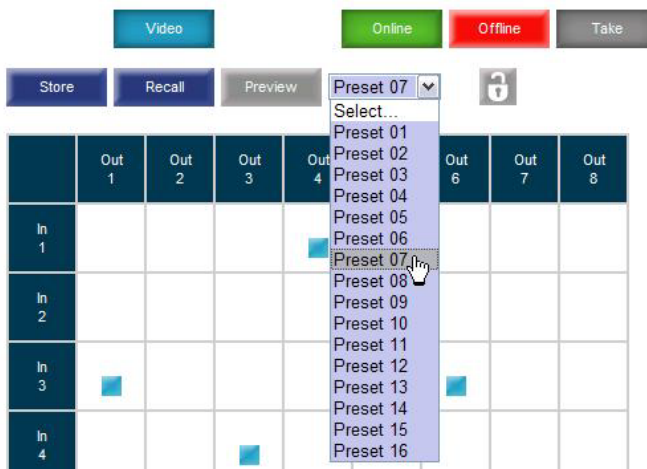 Video Online Offline Take
Store Recall Preview Preset 07
Select...
Preset 01
Preset 02
Preset 03
Preset 04
Preset 05
Preset 06
Preset 07
Preset 08
Preset 09
Preset 10
Preset 11
Preset 12
Preset 13
Preset 14
Preset 15
Preset 16
Out 1
Out 2
Out 3
Out 4
Out 6
Out 7
Out 8
In 1
In 2
In 3
In 4